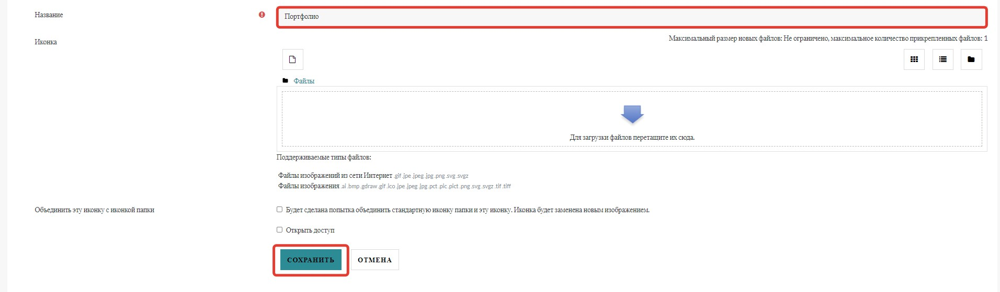 Название
Портфолио
Иконка
Максимальный размер новых файлов: Не ограничено, максимальное количество прикрепленных файлов: 1
Файлы
Для загрузки файлов перетащите их сюда.
Поддерживаемые типы файлов:
Файлы изображений из сети Интернет .gif .jpe .jpeg .jpg .png .svg .svgz
Файлы изображения .ai .bmp .gdraw .gif .ico .jpe .jpeg .jpg .pct .pic .pict .png .svg .svgz .tif .tiff
Объединить эту иконку с иконкой папки
Будет сделана попытка объединить стандартную иконку папки и эту иконку. Иконка будет заменена новым изображением.
Открыть доступ
СОХРАНИТЬ ОТМЕНА